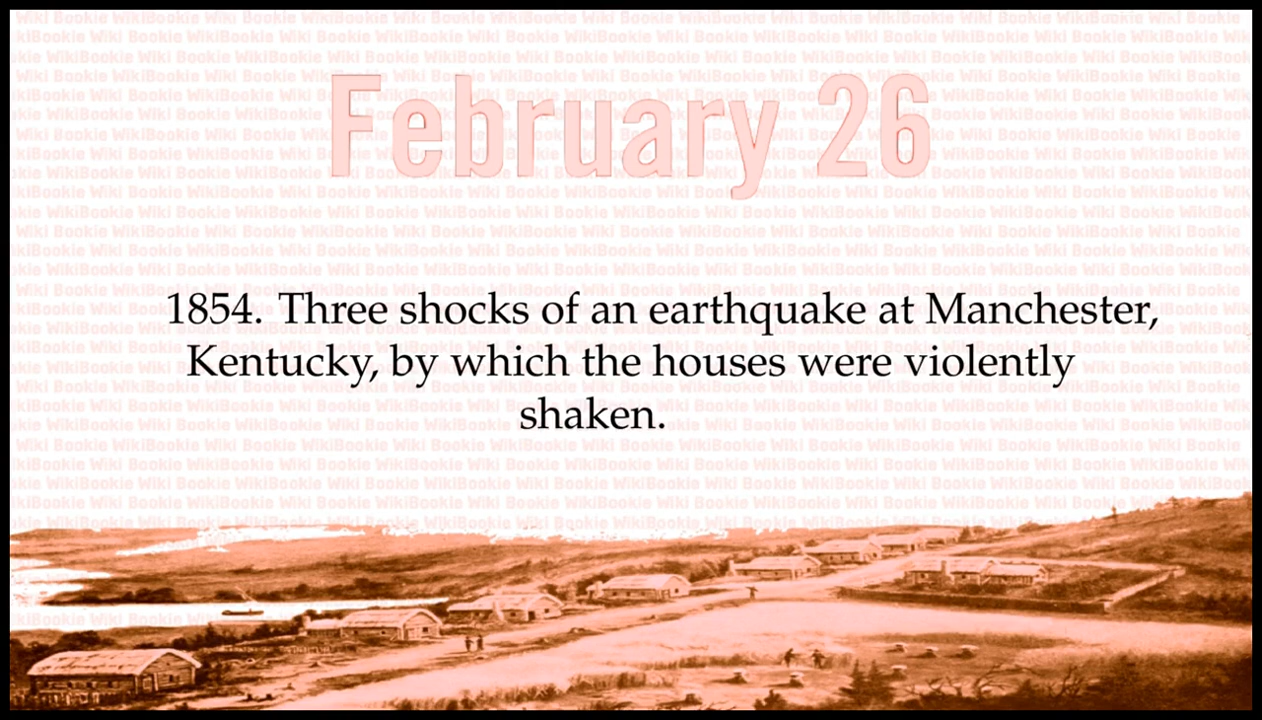 February 26
1854. Three shocks of an earthquake at Manchester,
Kentucky, by which the houses were violently
shaken.